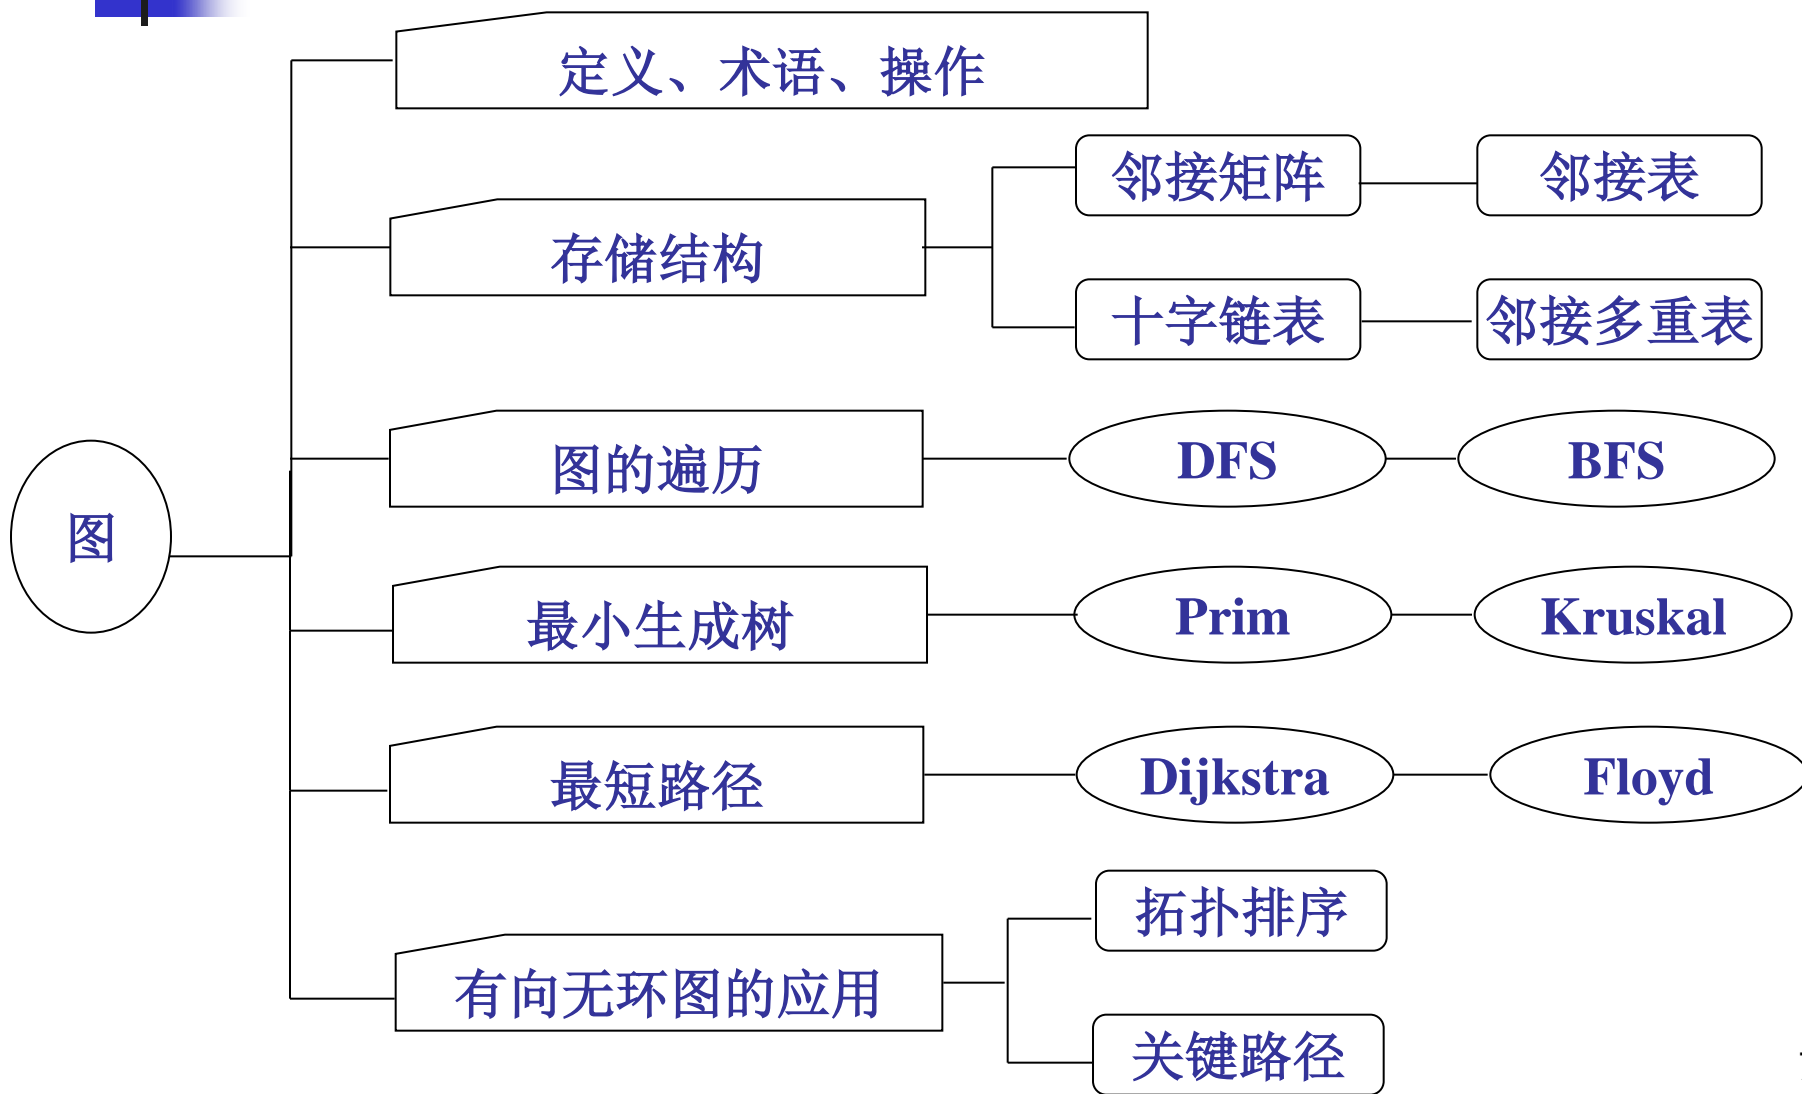 定义、术语、操作
邻接矩阵
邻接表
存储结构
十字链表
邻接多重表
图的遍历
DFS
BFS
图
最小生成树
Prim
Kruskal
最短路径
Dijkstra
Floyd
拓扑排序
有向无环图的应用
关键路径